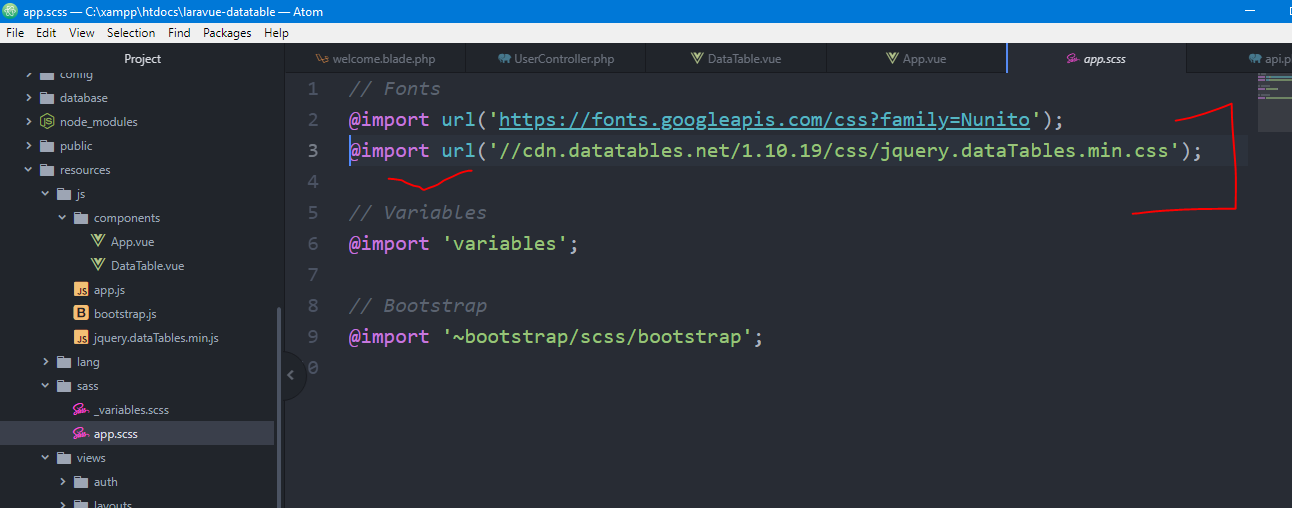 app.scss — C:\xampp\htdocs\laravue-datatable — Atom
File Edit View Selection Find Packages Help
Project
welcome.blade.php UserController.php DataTable.vue App.vue app.scss api.p
config
database
node_modules
public
resources
js
components
App.vue
DataTable.vue
app.js
bootstrap.js
jquery.dataTables.min.js
lang
sass
_variables.scss
app.scss
views
auth
layouts
1 // Fonts
2 @import url('https://fonts.googleapis.com/css?family=Nunito');
3 @import url('//cdn.datatables.net/1.10.19/css/jquery.dataTables.min.css');
4
5 // Variables
6 @import 'variables';
7
8 // Bootstrap
9 @import '~bootstrap/scss/bootstrap';
0